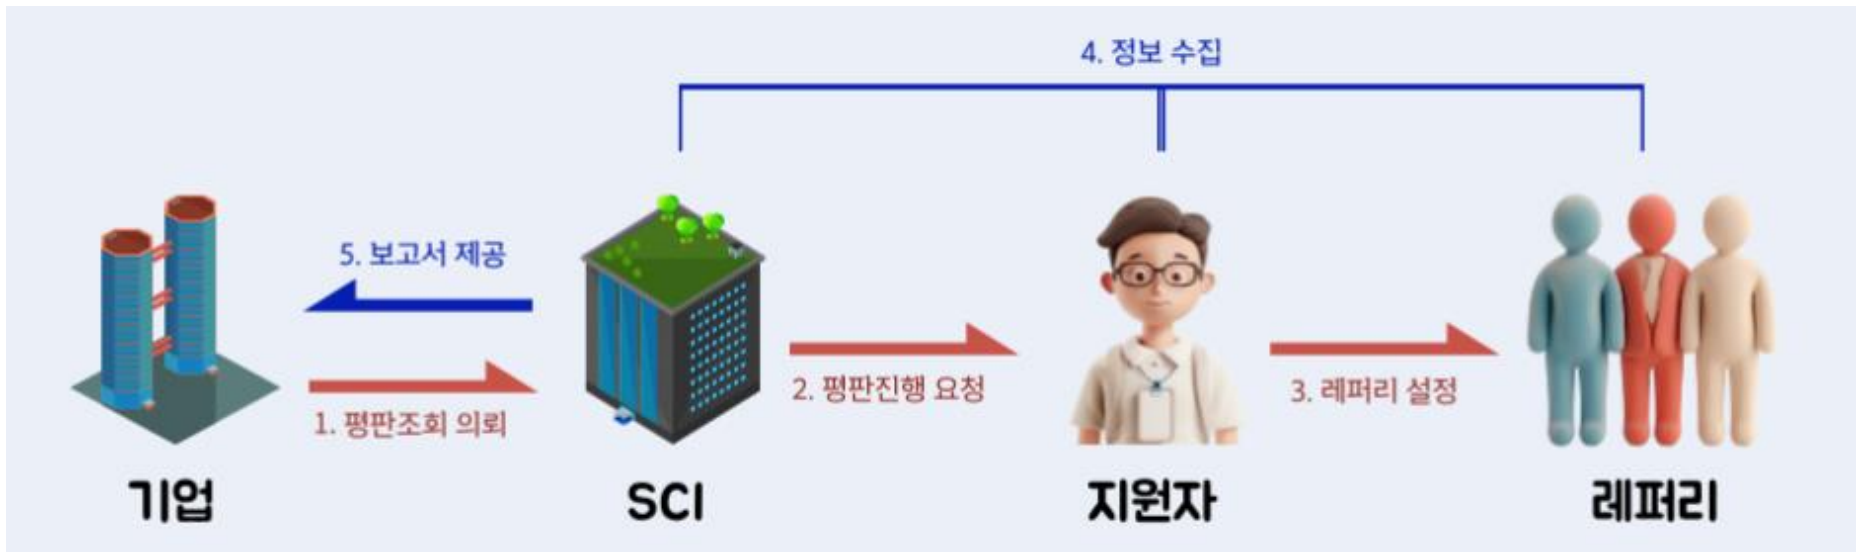 4. 정보 수집
5. 보고서 제공
1. 평판조회 의뢰
2. 평판진행 요청
3. 레퍼리 설정
기업
SCI
지원자
레퍼리